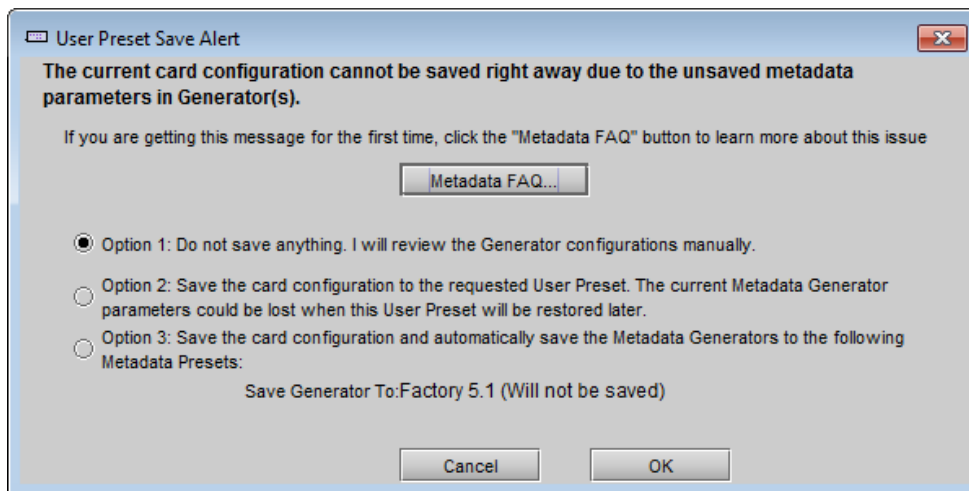 User Preset Save Alert
The current card configuration cannot be saved right away due to the unsaved metadata
parameters in Generator(s).
If you are getting this message for the first time, click the "Metadata FAQ" button to learn more about this issue
Metadata FAQ...
Option 1: Do not save anything. I will review the Generator configurations manually.
Option 2: Save the card configuration to the requested User Preset. The current Metadata Generator
parameters could be lost when this User Preset will be restored later.
Option 3: Save the card configuration and automatically save the Metadata Generators to the following
Metadata Presets:
Save Generator To:Factory 5.1 (Will not be saved)
Cancel OK